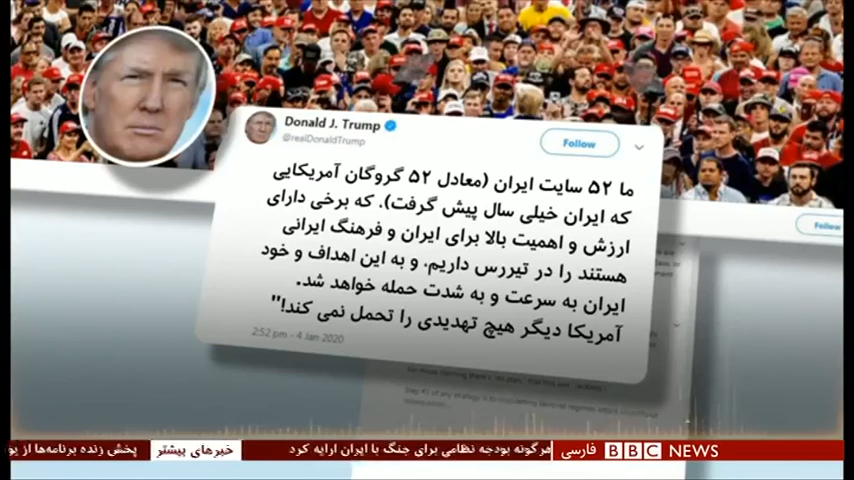 Donald J. Trump
@realDonaldTrump
Follow
ما ۵۲ سایت ایران (معادل ۵۲ گروگان آمریکایی
که ایران خیلی سال پیش گرفت). که برخی دارای
ارزش و اهمیت بالا برای ایران و فرهنگ ایرانی
هستند را در تیررس داریم. و به این اهداف و خود
ایران به سرعت و به شدت حمله خواهد شد.
آمریکا دیگر هیچ تهدیدی را تحمل نمی کند!"
2:52 pm - 4 Jan 2020
Follow
BBC NEWS فارسی
هرگونه بودجه نظامی برای جنگ با ایران ارایه کرد
خبرهای بیشتر
پخش زنده برنامه‌ها از یو